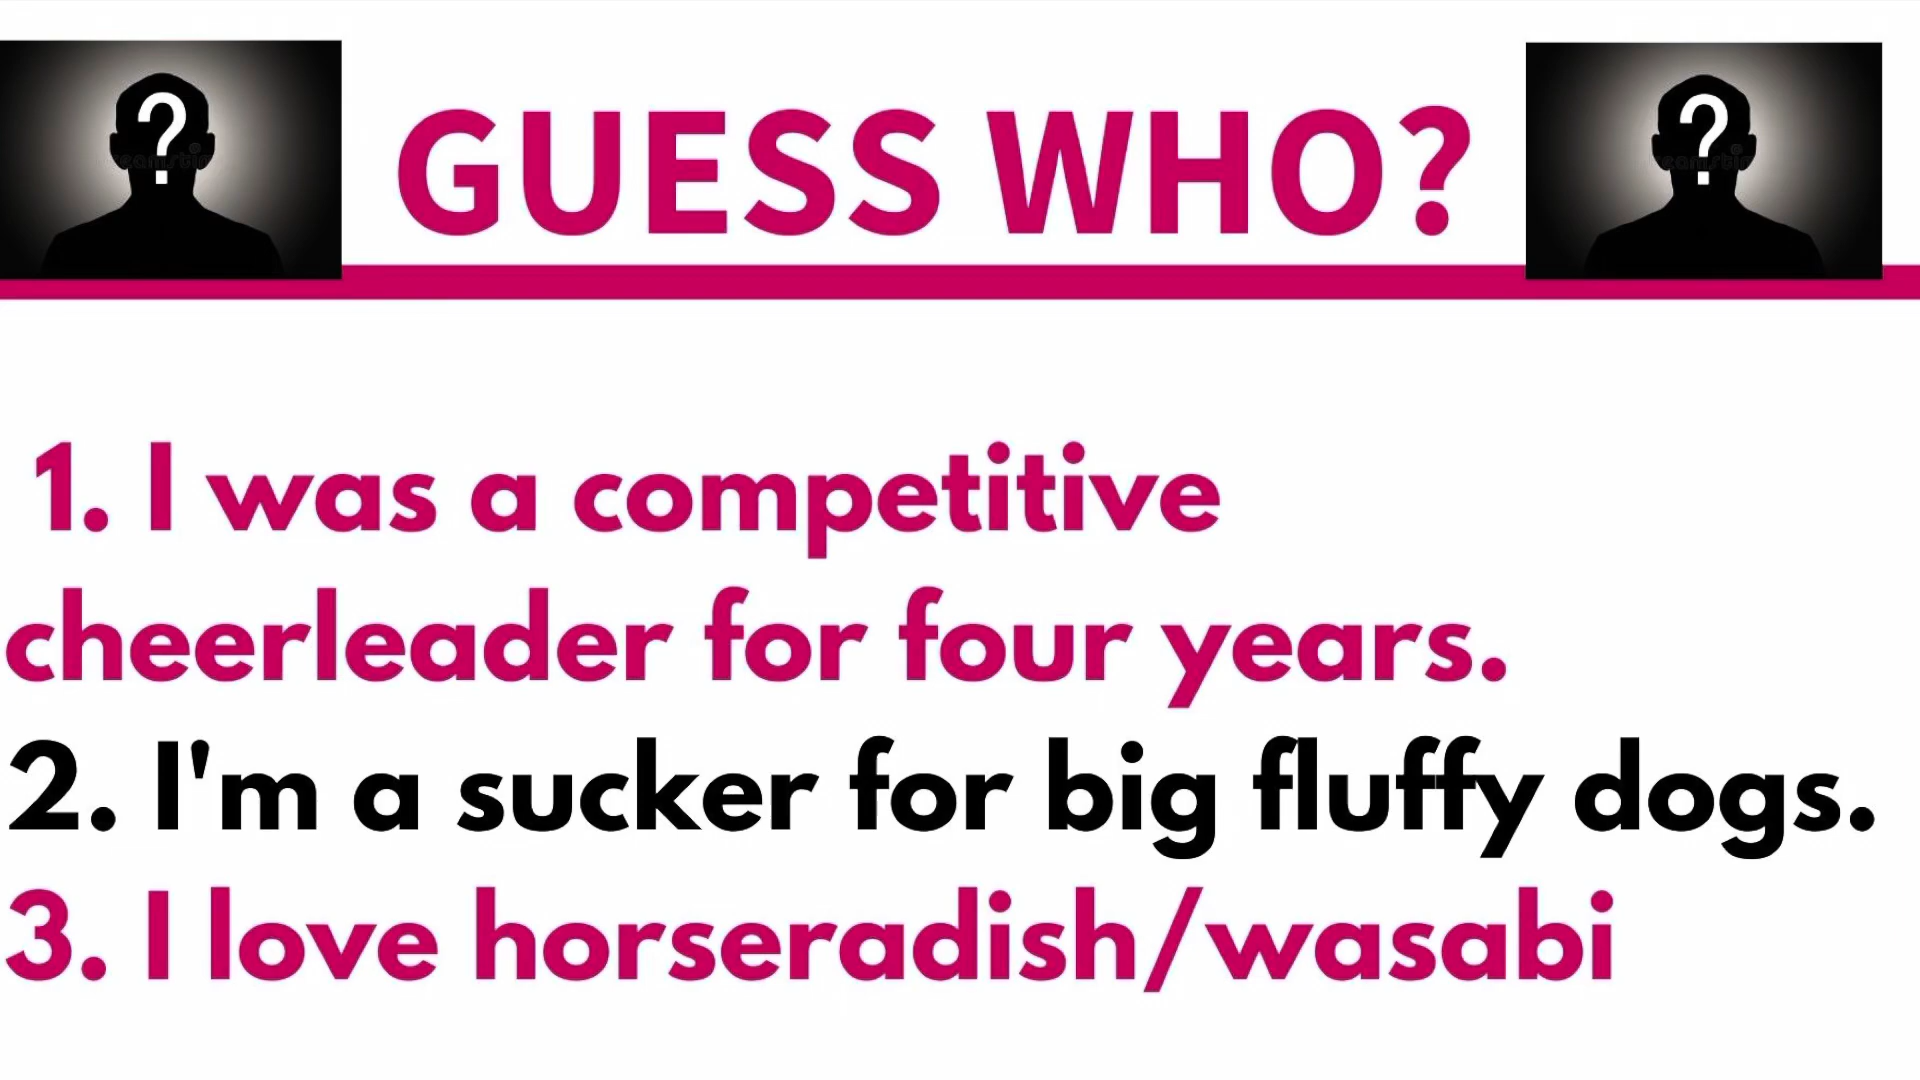 ?
GUESS WHO?
?
1. I was a competitive
cheerleader for four years.
2. I'm a sucker for big fluffy dogs.
3. I love horseradish/wasabi